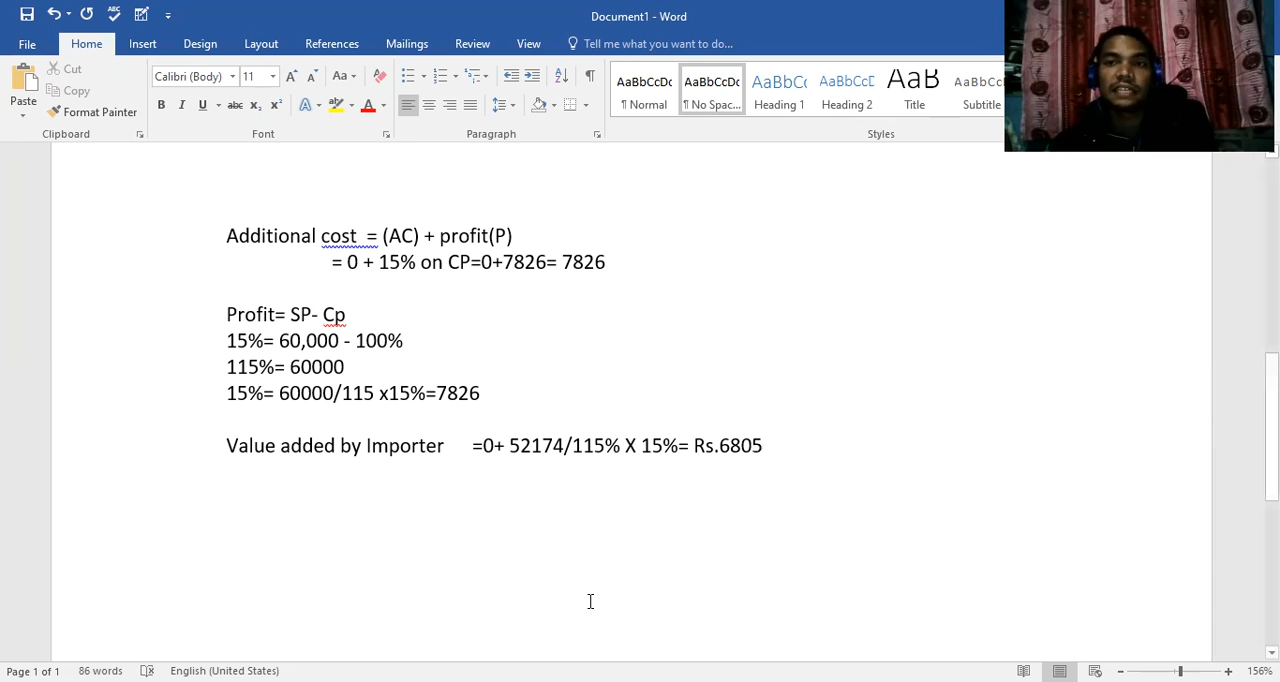 Document1 - Word
File Home Insert Design Layout References Mailings Review View Tell me what you want to do...
Paste
Cut
Copy
Format Painter
Clipboard
Calibri (Body) 11
Font
Paragraph
AaBbCcDc AaBbCcDc AaBbCc AaBbCcD AaB AaBbCcD
¶ Normal ¶ No Spac... Heading 1 Heading 2 Title Subtitle
Styles
Additional cost = (AC) + profit(P)
= 0 + 15% on CP=0+7826= 7826
Profit= SP- Cp
15%= 60,000 - 100%
115%= 60000
15%= 60000/115 x15%=7826
Value added by Importer =0+ 52174/115% X 15%= Rs.6805
Page 1 of 1 86 words English (United States) 156%